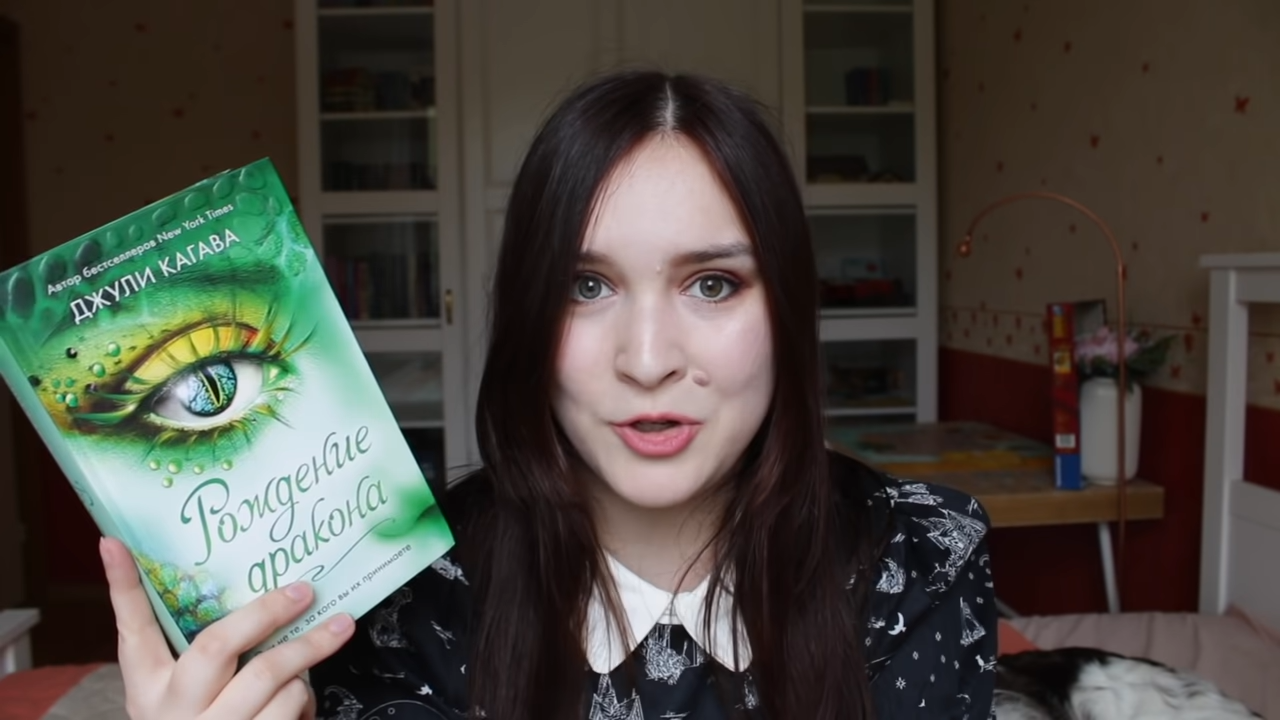 Автор бестселлеров New York Times
ДЖУЛИ КАГАВА
Рождение
дракона
не те, за кого вы их принимаете